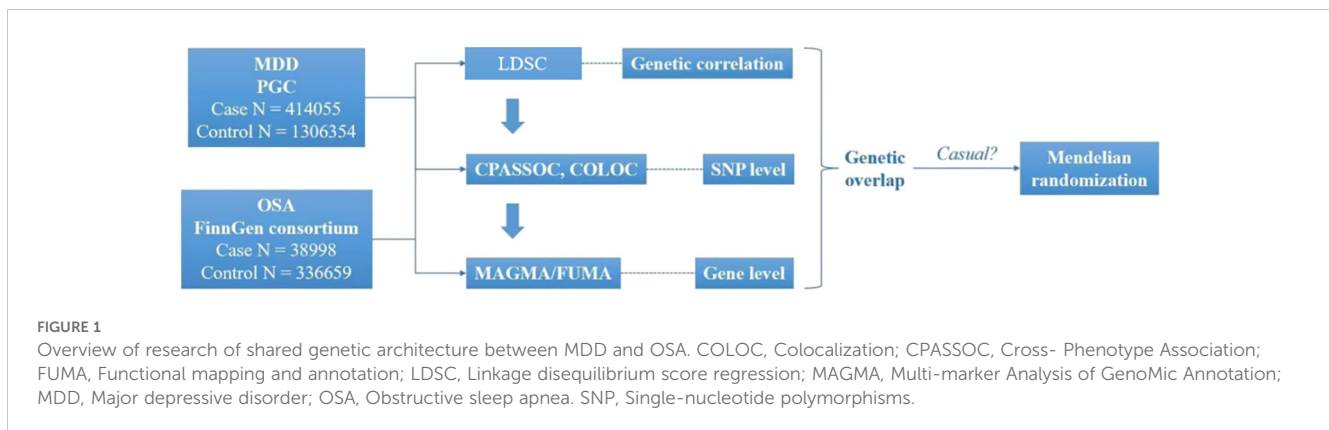 MDD
PGC
Case N = 414055
Control N = 1306354
OSA
FinnGen consortium
Case N = 38998
Control N = 336659
LDSC
Genetic correlation
CPASSOC, COLOC
SNP level
MAGMA/FUMA
Gene level
Genetic
overlap
Casual?
Mendelian
randomization
FIGURE 1
Overview of research of shared genetic architecture between MDD and OSA. COLOC, Colocalization; CPASSOC, Cross- Phenotype Association;
FUMA, Functional mapping and annotation; LDSC, Linkage disequilibrium score regression; MAGMA, Multi-marker Analysis of GenoMic Annotation;
MDD, Major depressive disorder; OSA, Obstructive sleep apnea. SNP, Single-nucleotide polymorphisms.